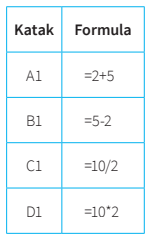 Katak Formula
A1 =2+5
B1 =5-2
C1 =10/2
D1 =10*2